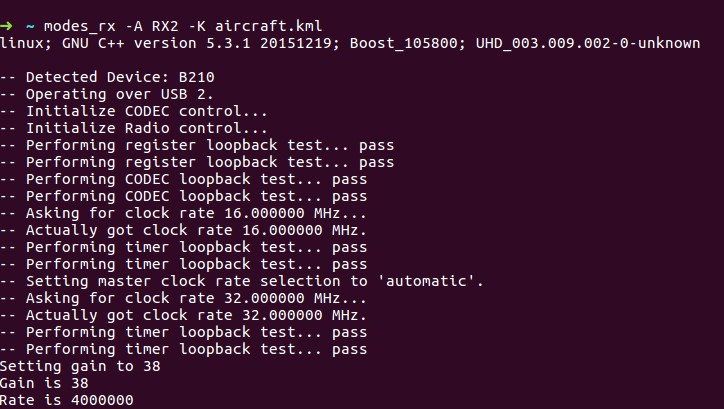 → ~ modes_rx -A RX2 -K aircraft.kml
linux; GNU C++ version 5.3.1 20151219; Boost_105800; UHD_003.009.002-0-unknown
-- Detected Device: B210
-- Operating over USB 2.
-- Initialize CODEC control...
-- Initialize Radio control...
-- Performing register loopback test... pass
-- Performing register loopback test... pass
-- Performing CODEC loopback test... pass
-- Performing CODEC loopback test... pass
-- Asking for clock rate 16.000000 MHz...
-- Actually got clock rate 16.000000 MHz.
-- Performing timer loopback test... pass
-- Performing timer loopback test... pass
-- Setting master clock rate selection to 'automatic'.
-- Asking for clock rate 32.000000 MHz...
-- Actually got clock rate 32.000000 MHz.
-- Performing timer loopback test... pass
-- Performing timer loopback test... pass
Setting gain to 38
Gain is 38
Rate is 4000000